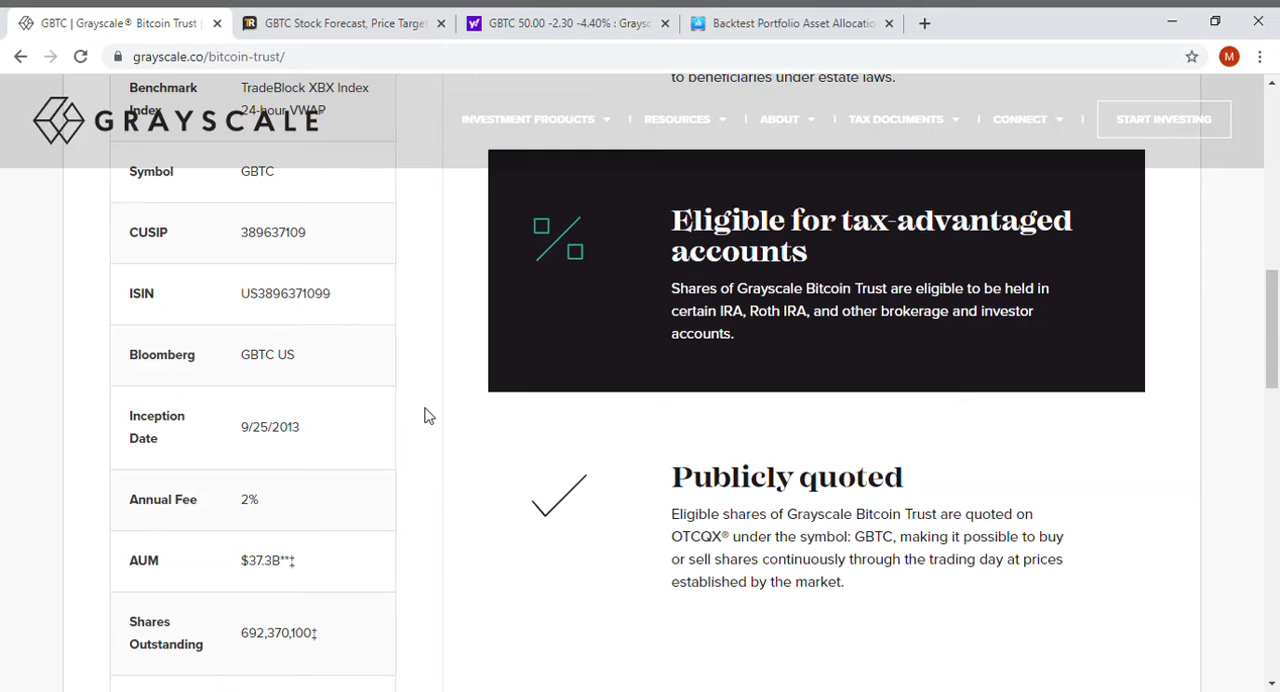 GBTC | Grayscale® Bitcoin Trust
GBTC Stock Forecast, Price Target
GBTC 50.00 -2.30 -4.40% : Graysc
Backtest Portfolio Asset Allocatio
grayscale.co/bitcoin-trust/
M
GRAYSCALE
INVESTMENT PRODUCTS
RESOURCES
ABOUT
TAX DOCUMENTS
CONNECT
START INVESTING
Benchmark
Index
TradeBlock XBX Index
24-hour VWAP
Symbol
GBTC
CUSIP
389637109
ISIN
US3896371099
Bloomberg
GBTC US
Inception
Date
9/25/2013
Annual Fee
2%
AUM
$37.3B**‡
Shares
Outstanding
692,370,100‡
to beneficiaries under estate laws.
Eligible for tax-advantaged
accounts
Shares of Grayscale Bitcoin Trust are eligible to be held in
certain IRA, Roth IRA, and other brokerage and investor
accounts.
Publicly quoted
Eligible shares of Grayscale Bitcoin Trust are quoted on
OTCQX® under the symbol: GBTC, making it possible to buy
or sell shares continuously through the trading day at prices
established by the market.